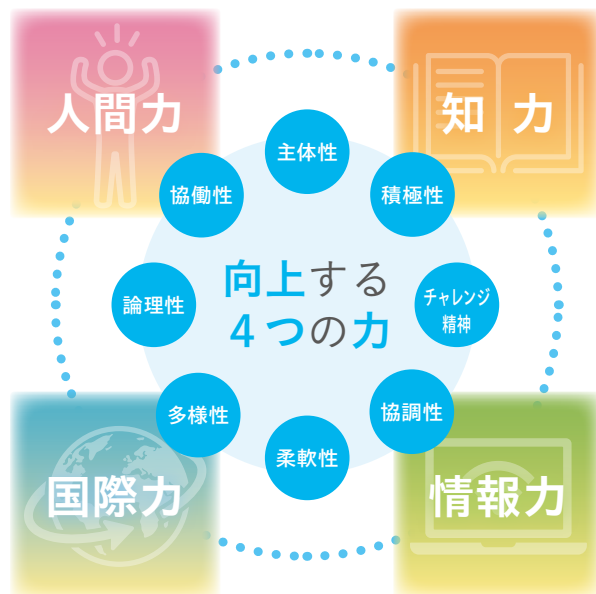 人間力
知 力
主体性
協働性
積極性
向上する
4つの力
論理性
チャレンジ
精神
多様性
協調性
柔軟性
国際力
情報力